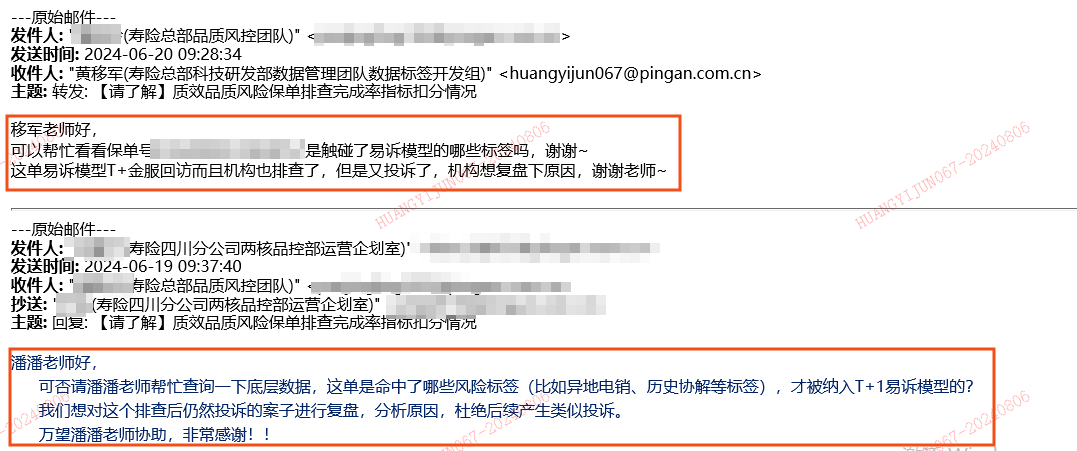 ---原始邮件---
发件人: "(寿险总部品质风控团队)" < >
发送时间: 2024-06-20 09:28:34
收件人: "黄移军(寿险总部科技研发部数据管理团队数据标签开发组)" <huangyijun067@pingan.com.cn>
主题: 转发: 【请了解】质效品质风险保单排查完成率指标扣分情况
移军老师好，
可以帮忙看看保单号 是触碰了易诉模型的哪些标签吗，谢谢~
这单易诉模型T+金服回访而且机构也排查了，但是又投诉了，机构想复盘下原因，谢谢老师~
HUANGYIJUN067-20240806
HUANGYIJUN067-20240806
---原始邮件---
发件人: 寿险四川分公司两核品控部运营企划室)"
发送时间: 2024-06-19 09:37:40
收件人: " 寿险总部品质风控团队)" <
抄送: " (寿险四川分公司两核品控部运营企划室)"
主题: 回复: 【请了解】质效品质风险保单排查完成率指标扣分情况
潘潘老师好，
可否请潘潘老师帮忙查询一下底层数据，这单是命中了哪些风险标签（比如异地电销、历史协解等标签），才被纳入T+1易诉模型的？
我们想对这个排查后仍然投诉的案子进行复盘，分析原因，杜绝后续产生类似投诉。
万望潘潘老师协助，非常感谢！！
067-20240806